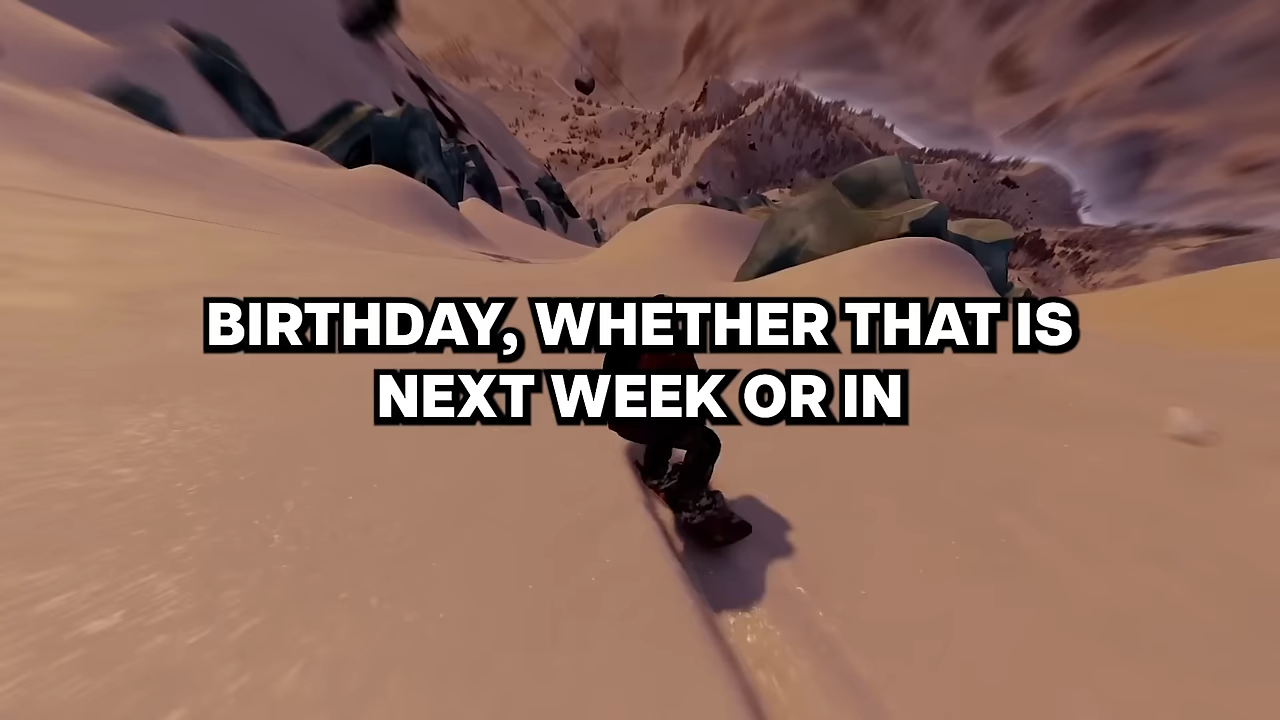 BIRTHDAY, WHETHER THAT IS
NEXT WEEK OR IN